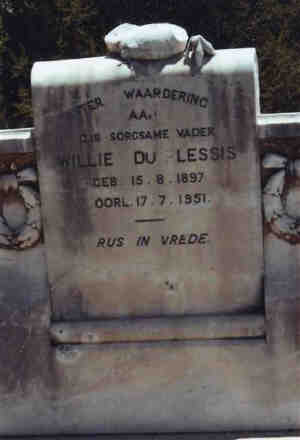 TER WAARDERING
AAN
ONS SORGSAME VADER
WILLIE DU PLESSIS
GEB. 15.8.1897
OORL. 17.7.1951.
RUS IN VREDE.